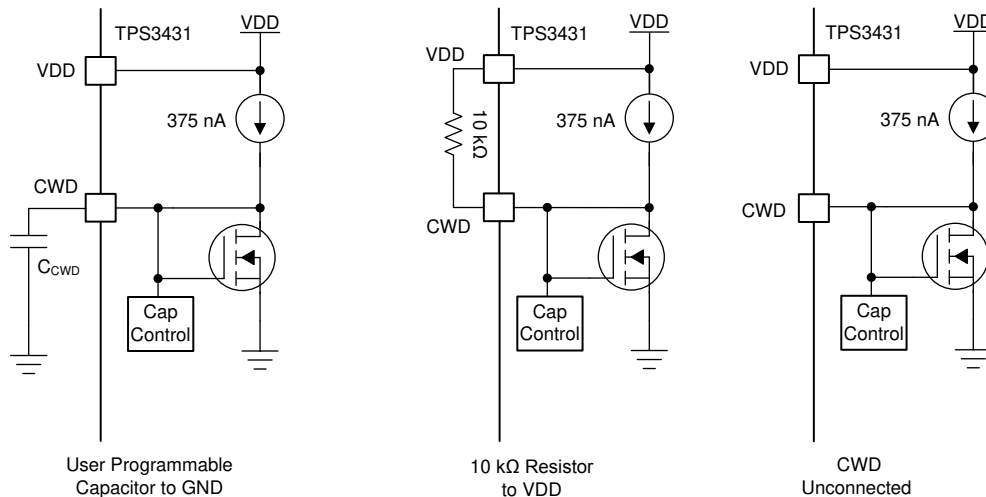 TPS3431
VDD
VDD
375 nA
CWD
CCWD
Cap
Control
User Programmable
Capacitor to GND
TPS3431
VDD
VDD
10 kΩ
375 nA
CWD
Cap
Control
10 kΩ Resistor
to VDD
TPS3431
VDD
VDD
375 nA
CWD
Cap
Control
CWD
Unconnected